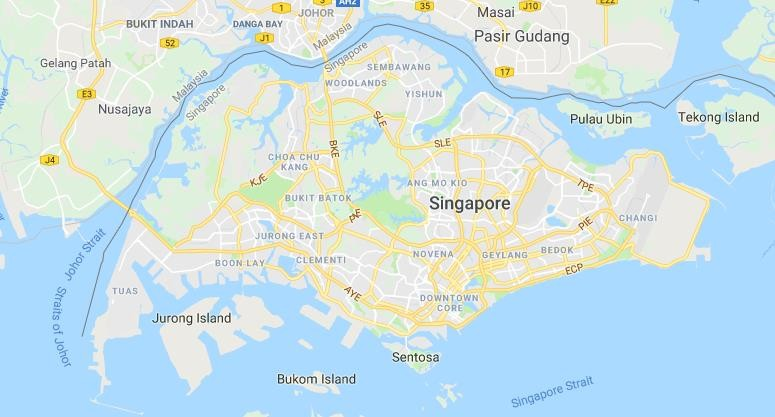 JOHOR
AH2
3
1
35
Masai
J10
E22
BUKIT INDAH
DANGA BAY
J1
52
Malaysia
Singapore
Pasir Gudang
17
Gelang Patah
E3
Nusajaya
Malaysia
Singapore
SEMBAWANG
WOODLANDS
YISHUN
SLE
SLE
Pulau Ubin
Tekong Island
J4
BKE
CHOA CHU
KANG
KJE
ANG MO KIO
TPE
BUKIT BATOK
Singapore
PIE
PIE
CHANGI
JURONG EAST
Johor Strait
BOON LAY
CLEMENTI
NOVENA
GEYLANG
BEDOK
ECP
TUAS
AYE
DOWNTOWN
CORE
Straits of Johor
Jurong Island
Sentosa
Bukom Island
Singapore Strait